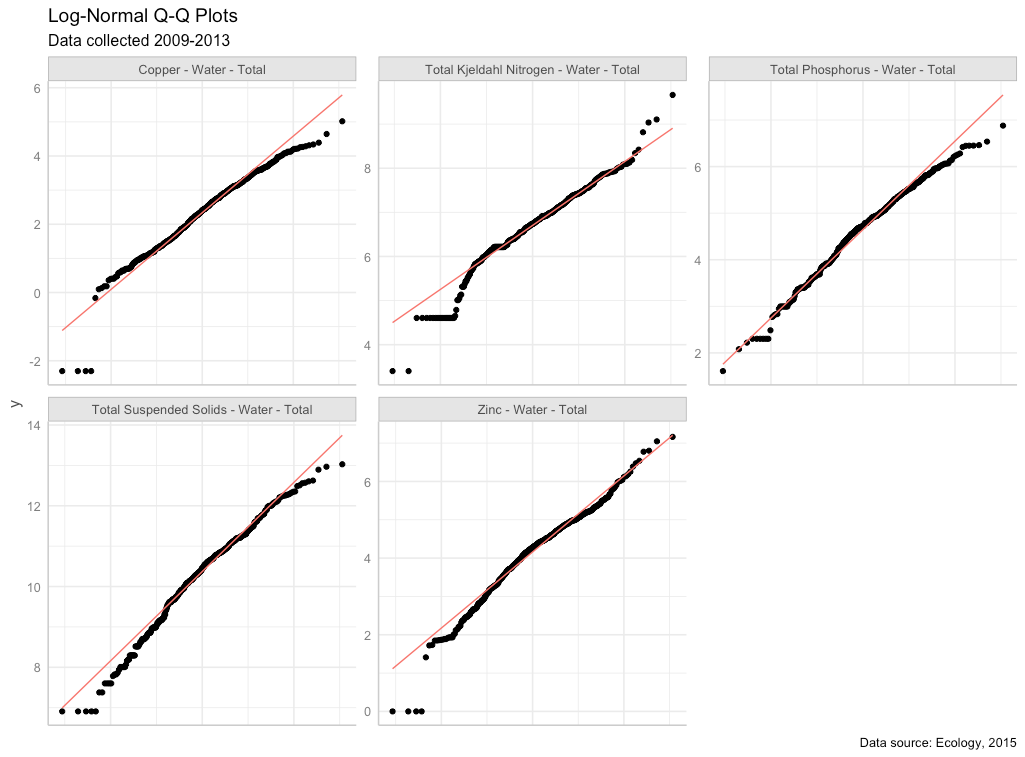 Log-Normal Q-Q Plots
Data collected 2009-2013
Copper - Water - Total
Total Kjeldahl Nitrogen - Water - Total
Total Phosphorus - Water - Total
6
4
2
0
-2
8
6
4
6
4
2
y
Total Suspended Solids - Water - Total
Zinc - Water - Total
14
12
10
8
6
4
2
0
Data source: Ecology, 2015